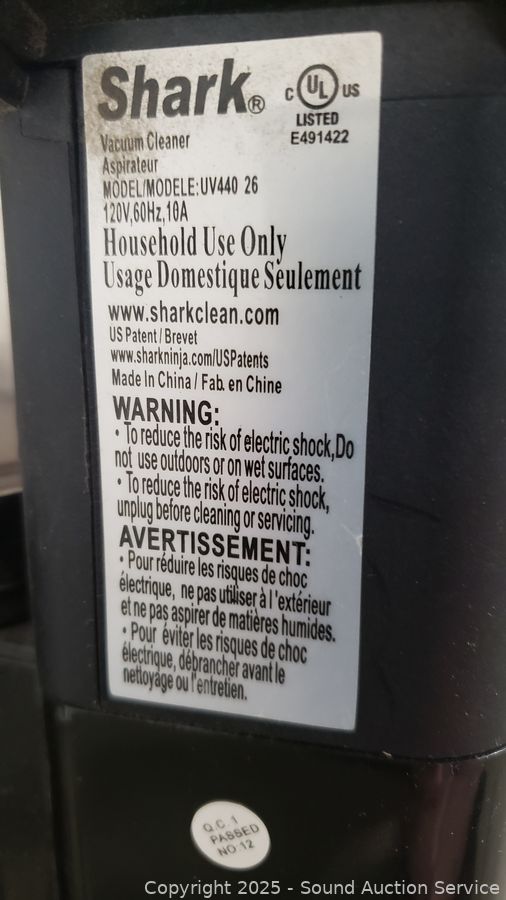 Shark®
C UL US
LISTED
E491422
Vacuum Cleaner
Aspirateur
MODEL/MODELE:UV440 26
120V,60Hz,10A
Household Use Only
Usage Domestique Seulement
www.sharkclean.com
US Patent / Brevet
www.sharkninja.com/USPatents
Made In China / Fab. en Chine
WARNING:
• To reduce the risk of electric shock,Do
not use outdoors or on wet surfaces.
• To reduce the risk of electric shock,
unplug before cleaning or servicing.
AVERTISSEMENT:
• Pour réduire les risques de choc
électrique, ne pas utiliser à l'extérieur
et ne pas aspirer de matières humides.
• Pour éviter les risques de choc
électrique, débrancher avant le
nettoyage ou l'entretien.
Q.C. 1
PASSED
NO.12
Copyright 2025 - Sound Auction Service